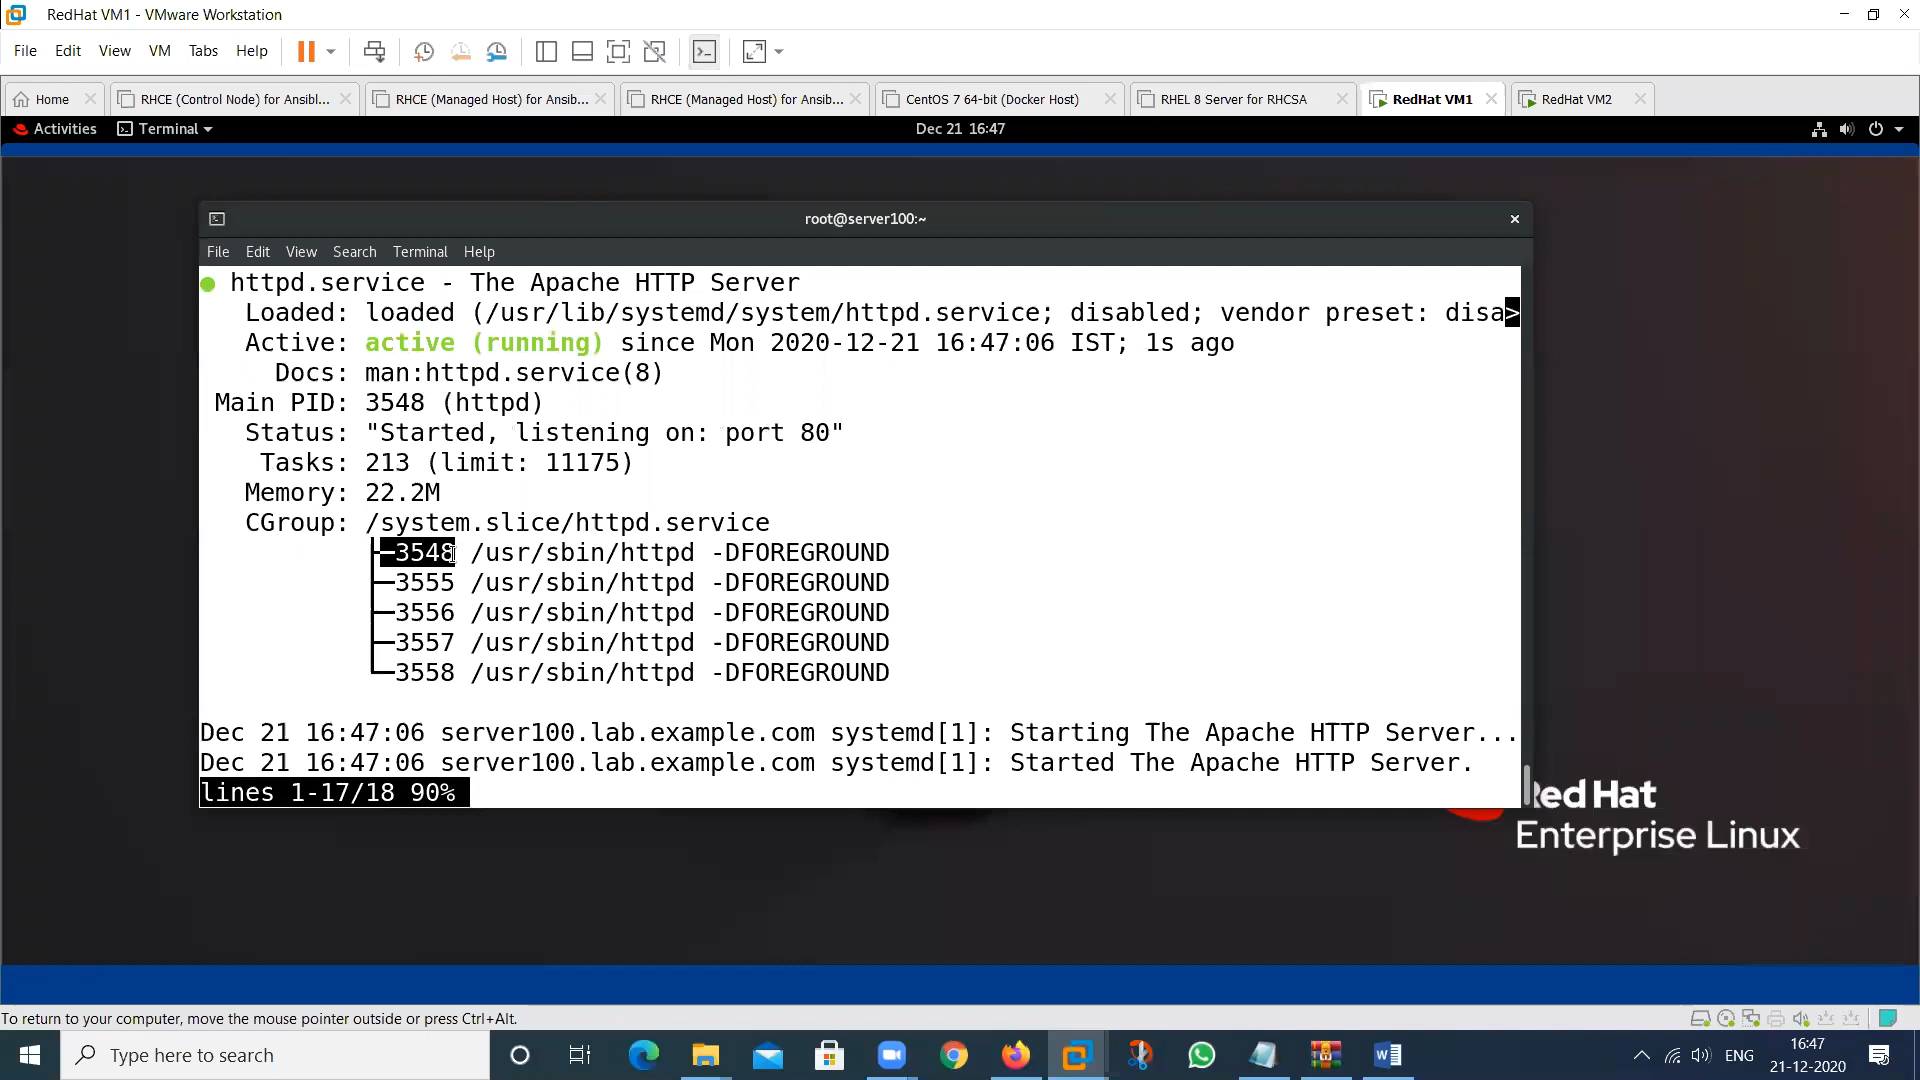 RedHat VM1 - VMware Workstation
File Edit View VM Tabs Help
Home RHCE (Control Node) for Ansibl... RHCE (Managed Host) for Ansib... RHCE (Managed Host) for Ansib... CentOS 7 64-bit (Docker Host) RHEL 8 Server for RHCSA RedHat VM1 RedHat VM2
Activities Terminal Dec 21 16:47
root@server100:~
File Edit View Search Terminal Help
● httpd.service - The Apache HTTP Server
Loaded: loaded (/usr/lib/systemd/system/httpd.service; disabled; vendor preset: disa>
Active: active (running) since Mon 2020-12-21 16:47:06 IST; 1s ago
Docs: man:httpd.service(8)
Main PID: 3548 (httpd)
Status: "Started, listening on: port 80"
Tasks: 213 (limit: 11175)
Memory: 22.2M
CGroup: /system.slice/httpd.service
├─3548 /usr/sbin/httpd -DFOREGROUND
├─3555 /usr/sbin/httpd -DFOREGROUND
├─3556 /usr/sbin/httpd -DFOREGROUND
├─3557 /usr/sbin/httpd -DFOREGROUND
└─3558 /usr/sbin/httpd -DFOREGROUND
Dec 21 16:47:06 server100.lab.example.com systemd[1]: Starting The Apache HTTP Server...
Dec 21 16:47:06 server100.lab.example.com systemd[1]: Started The Apache HTTP Server.
lines 1-17/18 90%
Red Hat
Enterprise Linux
To return to your computer, move the mouse pointer outside or press Ctrl+Alt.
Type here to search
ENG
16:47
21-12-2020